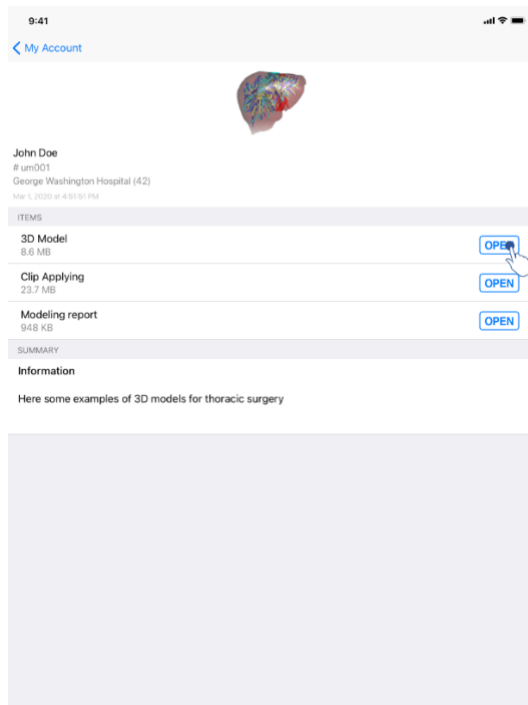 9:41
My Account
John Doe
# um001
George Washington Hospital (42)
Mar 1, 2020 at 4:51:51 PM
ITEMS
3D Model
8.6 MB
OPEN
Clip Applying
23.7 MB
OPEN
Modeling report
948 KB
OPEN
SUMMARY
Information
Here some examples of 3D models for thoracic surgery